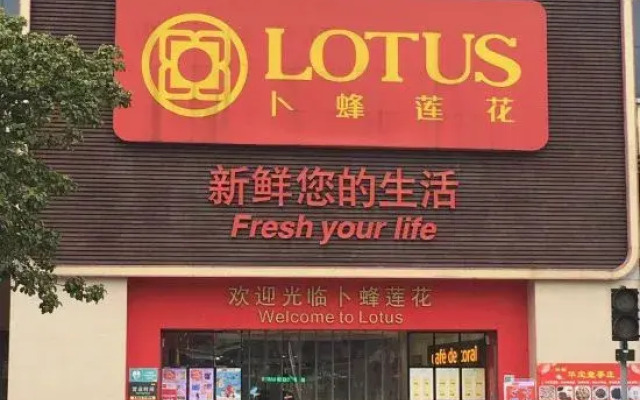 LOTUS
卜蜂莲花
新鲜您的生活
Fresh your life
欢迎光临卜蜂莲花
Welcome to Lotus
Café de Coral